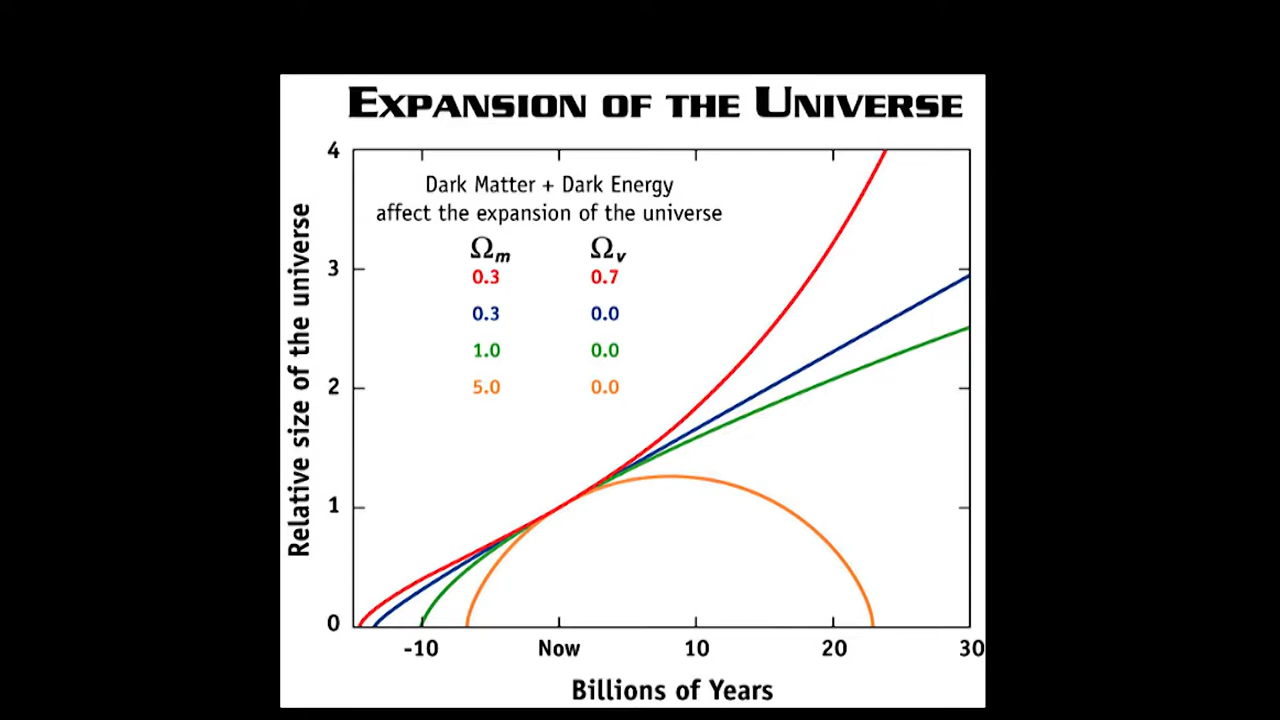 EXPANSION OF THE UNIVERSE
4
Dark Matter + Dark Energy
affect the expansion of the universe
Ωm Ωv
0.3 0.7
0.3 0.0
1.0 0.0
5.0 0.0
3
2
1
0
Relative size of the universe
-10 Now 10 20 30
Billions of Years